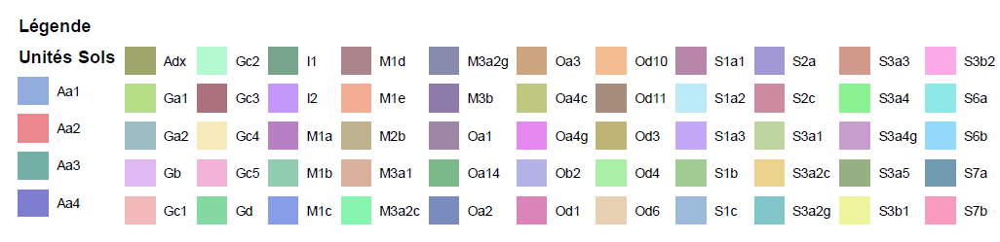 Légende
Unités Sols
Aa1
Aa2
Aa3
Aa4
Adx
Ga1
Ga2
Gb
Gc1
Gc2
Gc3
Gc4
Gc5
Gd
I1
I2
M1a
M1b
M1c
M1d
M1e
M2b
M3a1
M3a2c
M3a2g
M3b
Oa1
Oa14
Oa2
Oa3
Oa4c
Oa4g
Ob2
Od1
Od10
Od11
Od3
Od4
Od6
S1a1
S1a2
S1a3
S1b
S1c
S2a
S2c
S3a1
S3a2c
S3a2g
S3a3
S3a4
S3a4g
S3a5
S3b1
S3b2
S6a
S6b
S7a
S7b